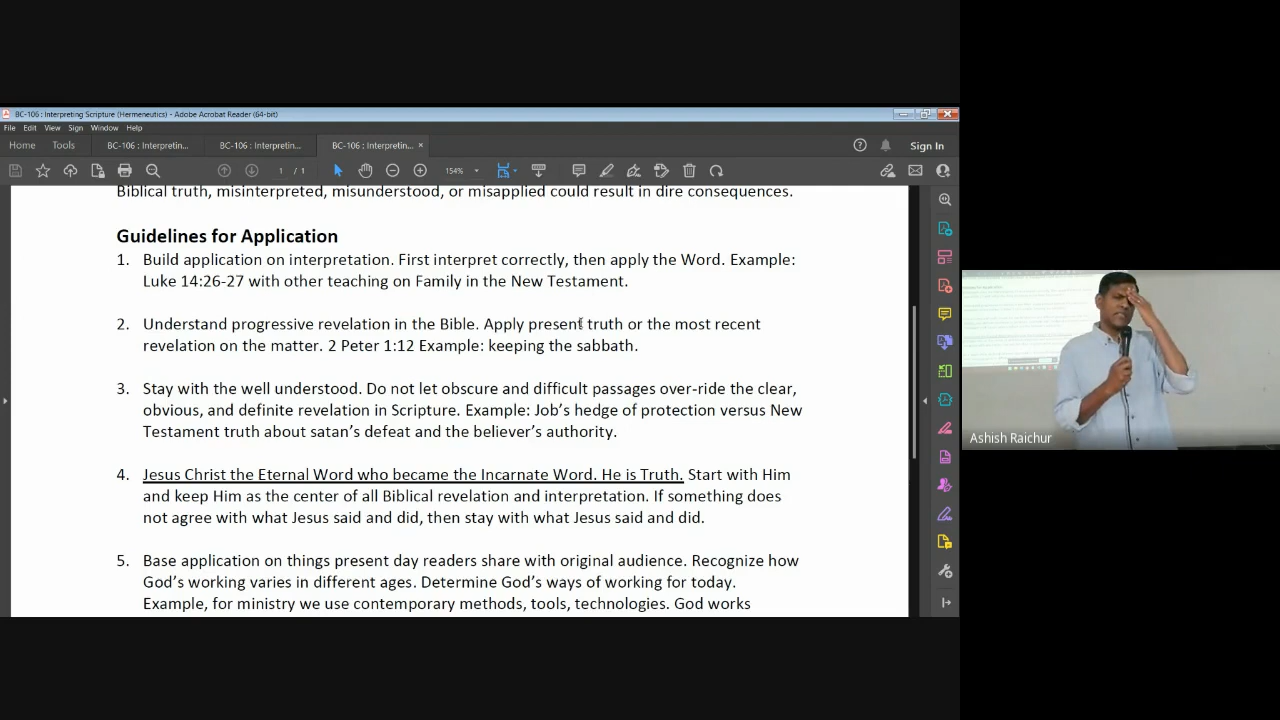 BC-106 : Interpreting Scripture (Hermeneutics) - Adobe Acrobat Reader (64-bit)
File Edit View Sign Window Help
Home Tools BC-106 : Interpretin... BC-106 : Interpretin... BC-106 : Interpretin... × Sign In
1 / 1 154%
Biblical truth, misinterpreted, misunderstood, or misapplied could result in dire consequences.
Guidelines for Application
1. Build application on interpretation. First interpret correctly, then apply the Word. Example:
Luke 14:26-27 with other teaching on Family in the New Testament.
2. Understand progressive revelation in the Bible. Apply present truth or the most recent
revelation on the matter. 2 Peter 1:12 Example: keeping the sabbath.
3. Stay with the well understood. Do not let obscure and difficult passages over-ride the clear,
obvious, and definite revelation in Scripture. Example: Job's hedge of protection versus New
Testament truth about satan's defeat and the believer's authority.
4. Jesus Christ the Eternal Word who became the Incarnate Word. He is Truth. Start with Him
and keep Him as the center of all Biblical revelation and interpretation. If something does
not agree with what Jesus said and did, then stay with what Jesus said and did.
5. Base application on things present day readers share with original audience. Recognize how
God's working varies in different ages. Determine God's ways of working for today.
Example, for ministry we use contemporary methods, tools, technologies. God works
Ashish Raichur